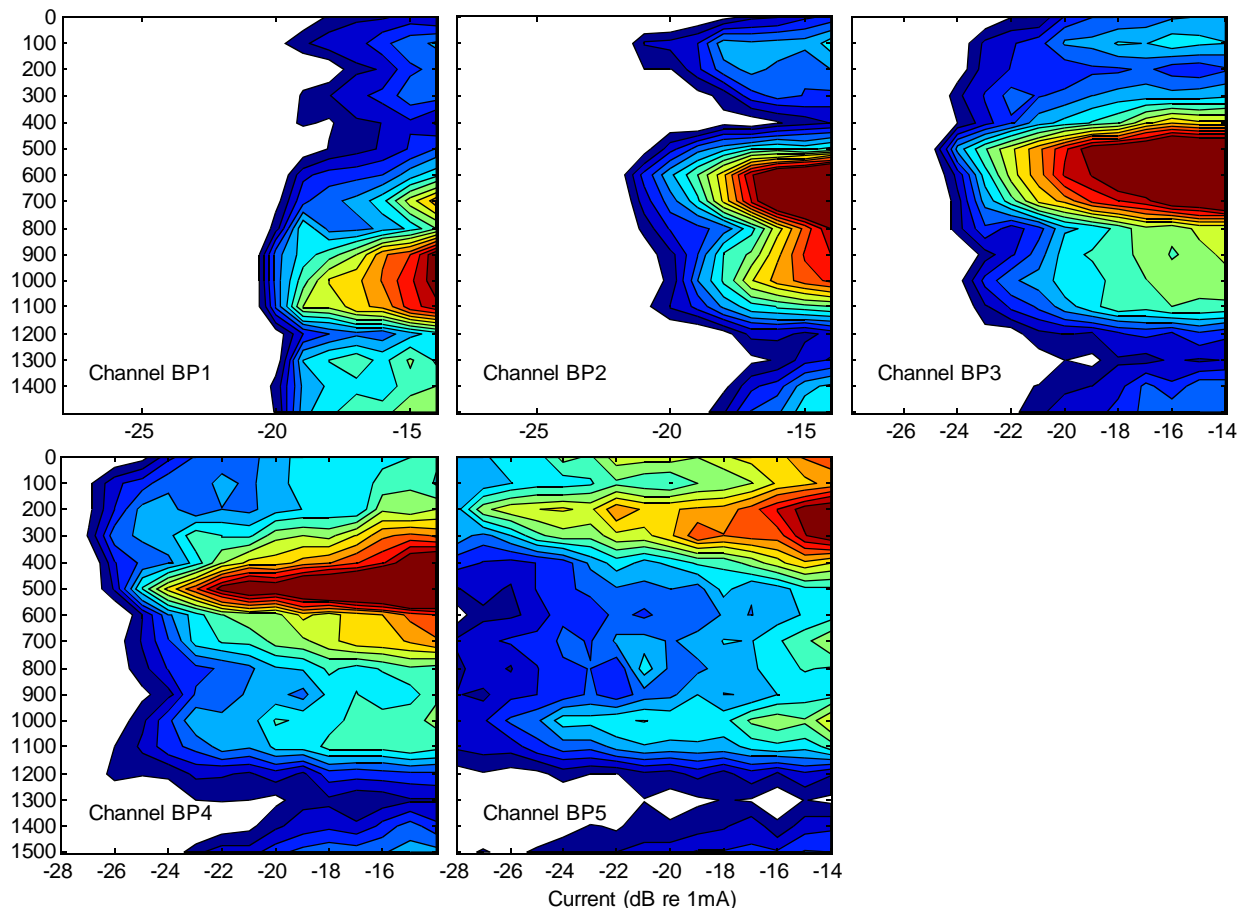 0
100
200
300
400
500
600
700
800
900
1000
1100
1200
1300
1400
Channel BP1
Channel BP2
Channel BP3
-25 -20 -15
-25 -20 -15
-26 -24 -22 -20 -18 -16 -14
0
100
200
300
400
500
600
700
800
900
1000
1100
1200
1300
1400
1500
Channel BP4
Channel BP5
-28 -26 -24 -22 -20 -18 -16
-28 -26 -24 -22 -20 -18 -16 -14
Current (dB re 1mA)